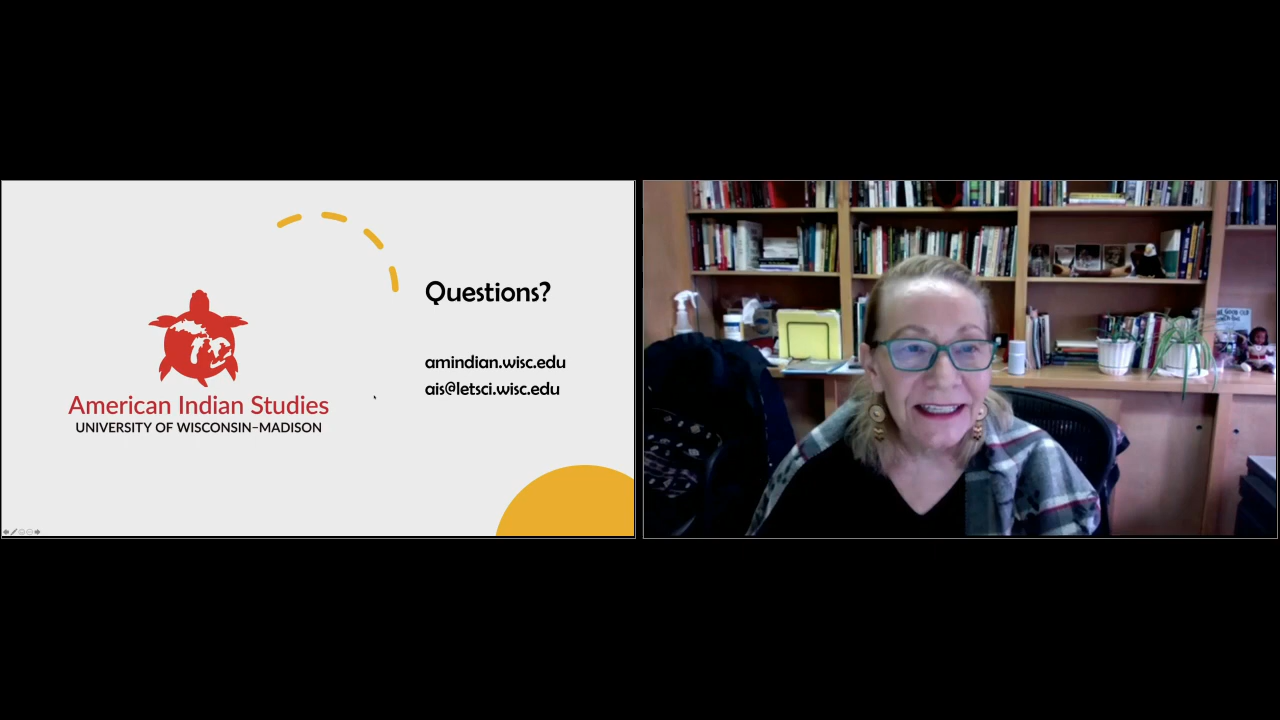 Questions?
amindian.wisc.edu
ais@letsci.wisc.edu
American Indian Studies
UNIVERSITY OF WISCONSIN–MADISON